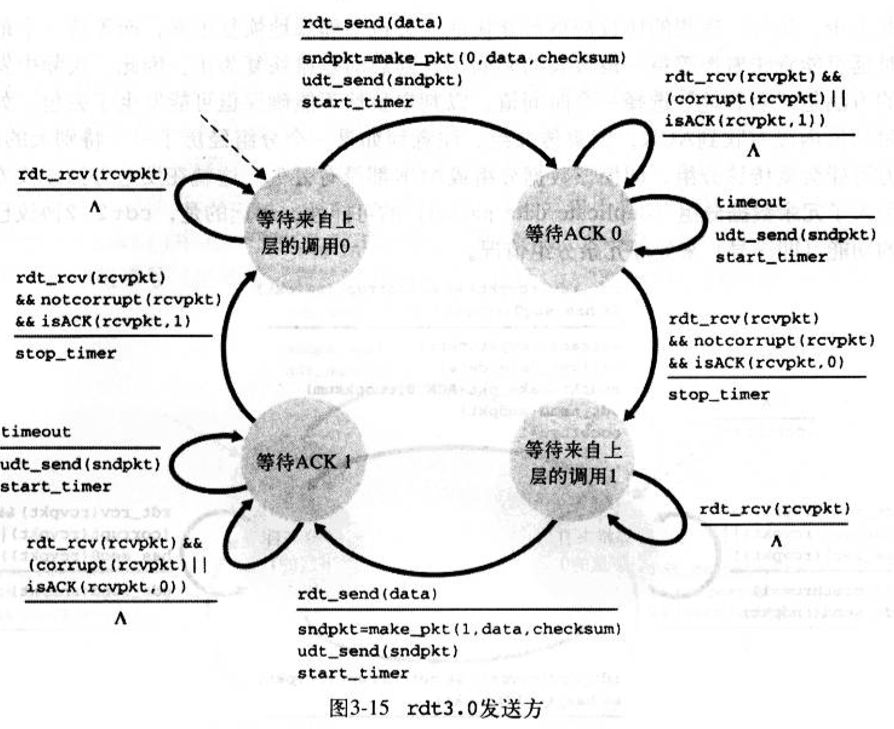 rdt_send(data)
sndpkt=make_pkt(0,data,checksum)
udt_send(sndpkt)
start_timer
rdt_rcv(rcvpkt) &&
(corrupt(rcvpkt)||
isACK(rcvpkt,1))
Λ
rdt_rcv(rcvpkt)
Λ
等待来自上
层的调用0
等待ACK 0
timeout
udt_send(sndpkt)
start_timer
rdt_rcv(rcvpkt)
&& notcorrupt(rcvpkt)
&& isACK(rcvpkt,1)
stop_timer
rdt_rcv(rcvpkt)
&& notcorrupt(rcvpkt)
&& isACK(rcvpkt,0)
stop_timer
timeout
udt_send(sndpkt)
start_timer
等待ACK 1
等待来自上
层的调用1
rdt_rcv(rcvpkt)
Λ
rdt_rcv(rcvpkt) &&
(corrupt(rcvpkt)||
isACK(rcvpkt,0))
Λ
rdt_send(data)
sndpkt=make_pkt(1,data,checksum)
udt_send(sndpkt)
start_timer
图3-15 rdt3.0发送方